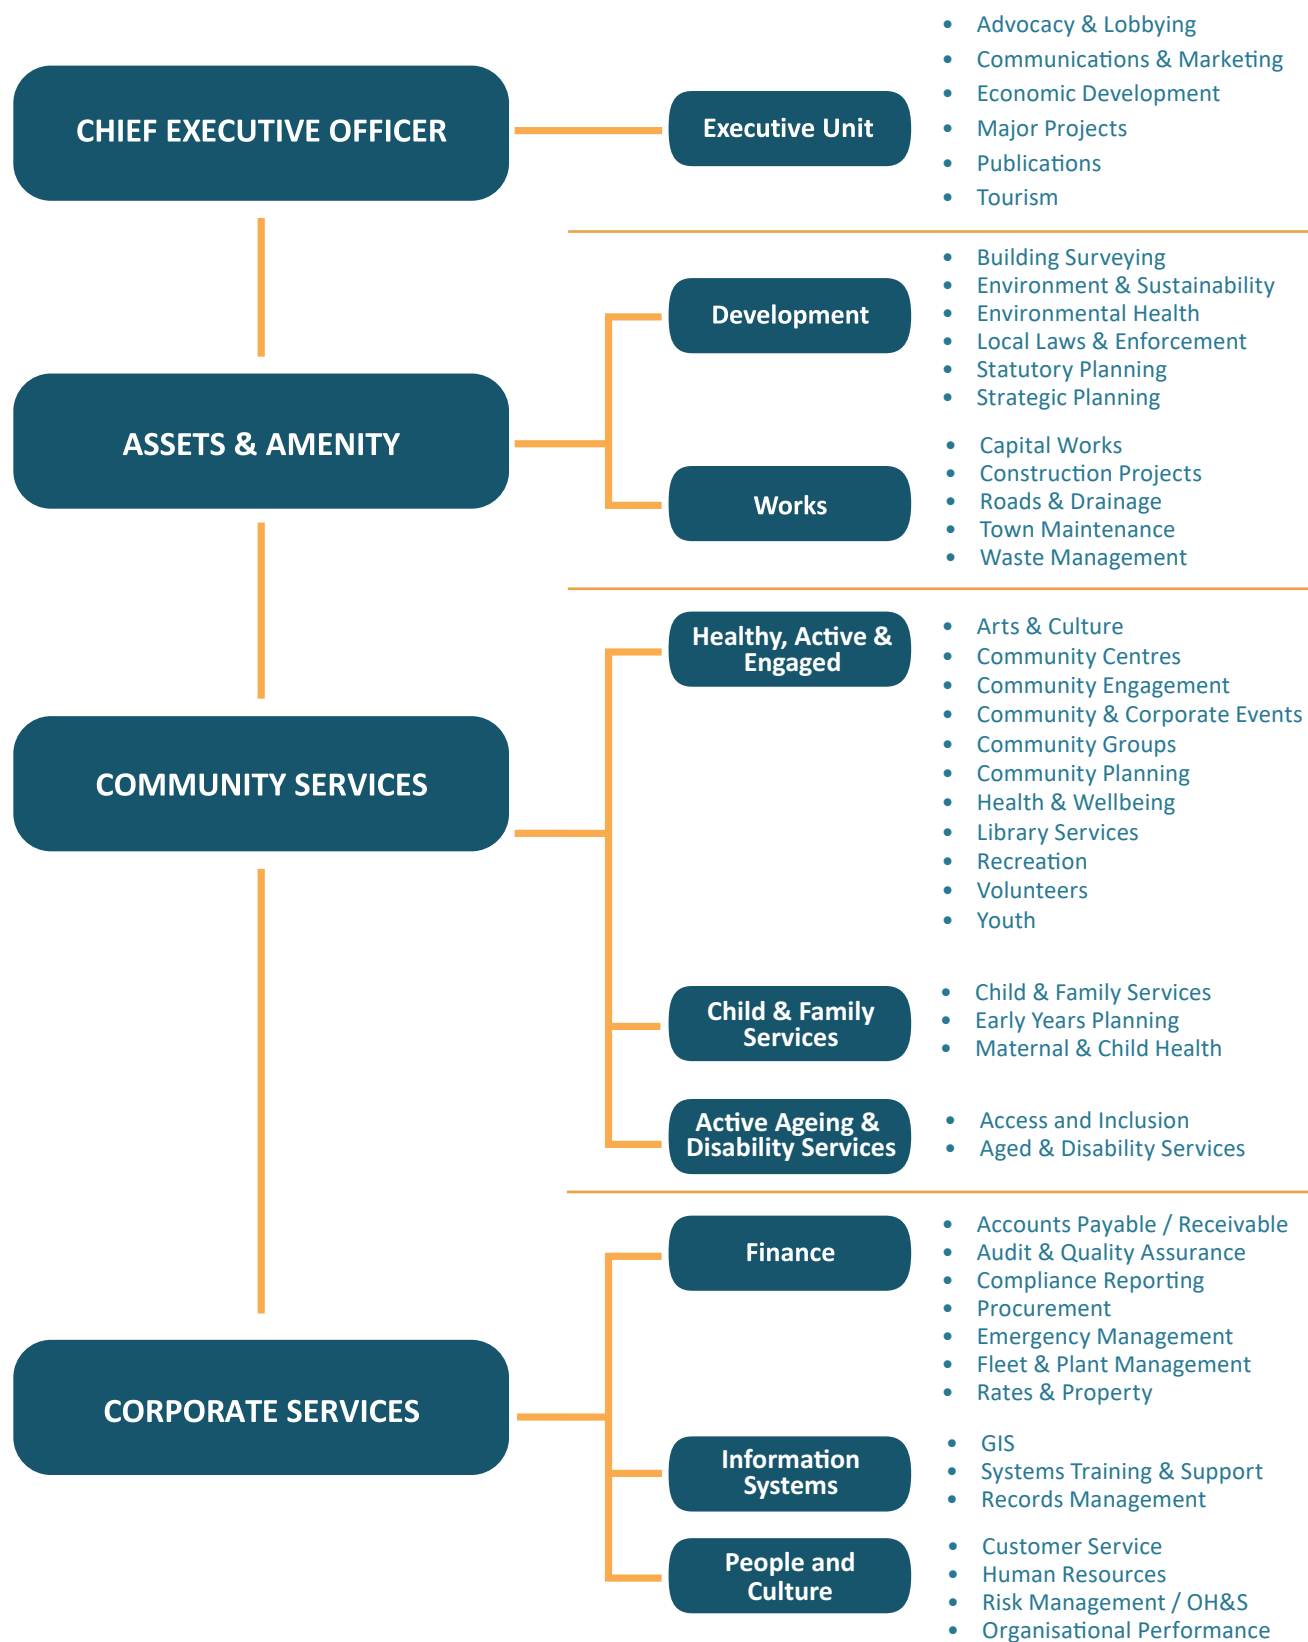 CHIEF EXECUTIVE OFFICER
Executive Unit
• Advocacy & Lobbying
• Communications & Marketing
• Economic Development
• Major Projects
• Publications
• Tourism
ASSETS & AMENITY
Development
• Building Surveying
• Environment & Sustainability
• Environmental Health
• Local Laws & Enforcement
• Statutory Planning
• Strategic Planning
Works
• Capital Works
• Construction Projects
• Roads & Drainage
• Town Maintenance
• Waste Management
COMMUNITY SERVICES
Healthy, Active &
Engaged
• Arts & Culture
• Community Centres
• Community Engagement
• Community & Corporate Events
• Community Groups
• Community Planning
• Health & Wellbeing
• Library Services
• Recreation
• Volunteers
• Youth
Child & Family
Services
• Child & Family Services
• Early Years Planning
• Maternal & Child Health
Active Ageing &
Disability Services
• Access and Inclusion
• Aged & Disability Services
CORPORATE SERVICES
Finance
• Accounts Payable / Receivable
• Audit & Quality Assurance
• Compliance Reporting
• Procurement
• Emergency Management
• Fleet & Plant Management
• Rates & Property
Information
Systems
• GIS
• Systems Training & Support
• Records Management
People and
Culture
• Customer Service
• Human Resources
• Risk Management / OH&S
• Organisational Performance